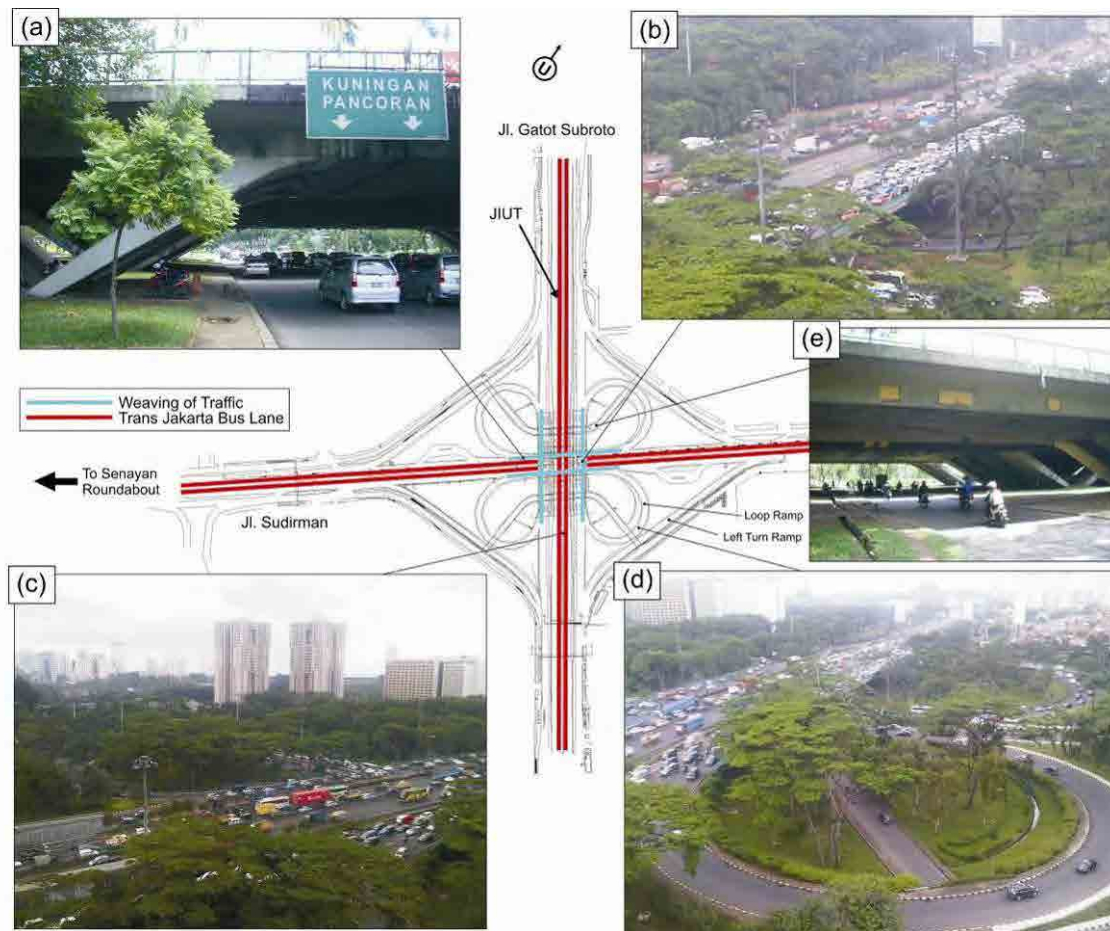 (a)
KUNINGAN
PANCORAN
(b)
Jl. Gatot Subroto
JIUT
(e)
Weaving of Traffic
Trans Jakarta Bus Lane
To Senayan
Roundabout
Jl. Sudirman
Loop Ramp
Left Turn Ramp
(c)
(d)